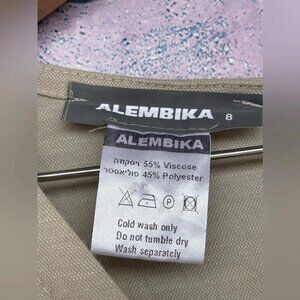 ALEMBIKA 8
ALEMBIKA
ויסקוזה 55% Viscose
פוליאסטר 45% Polyester
P
Cold wash only
Do not tumble dry
Wash separately